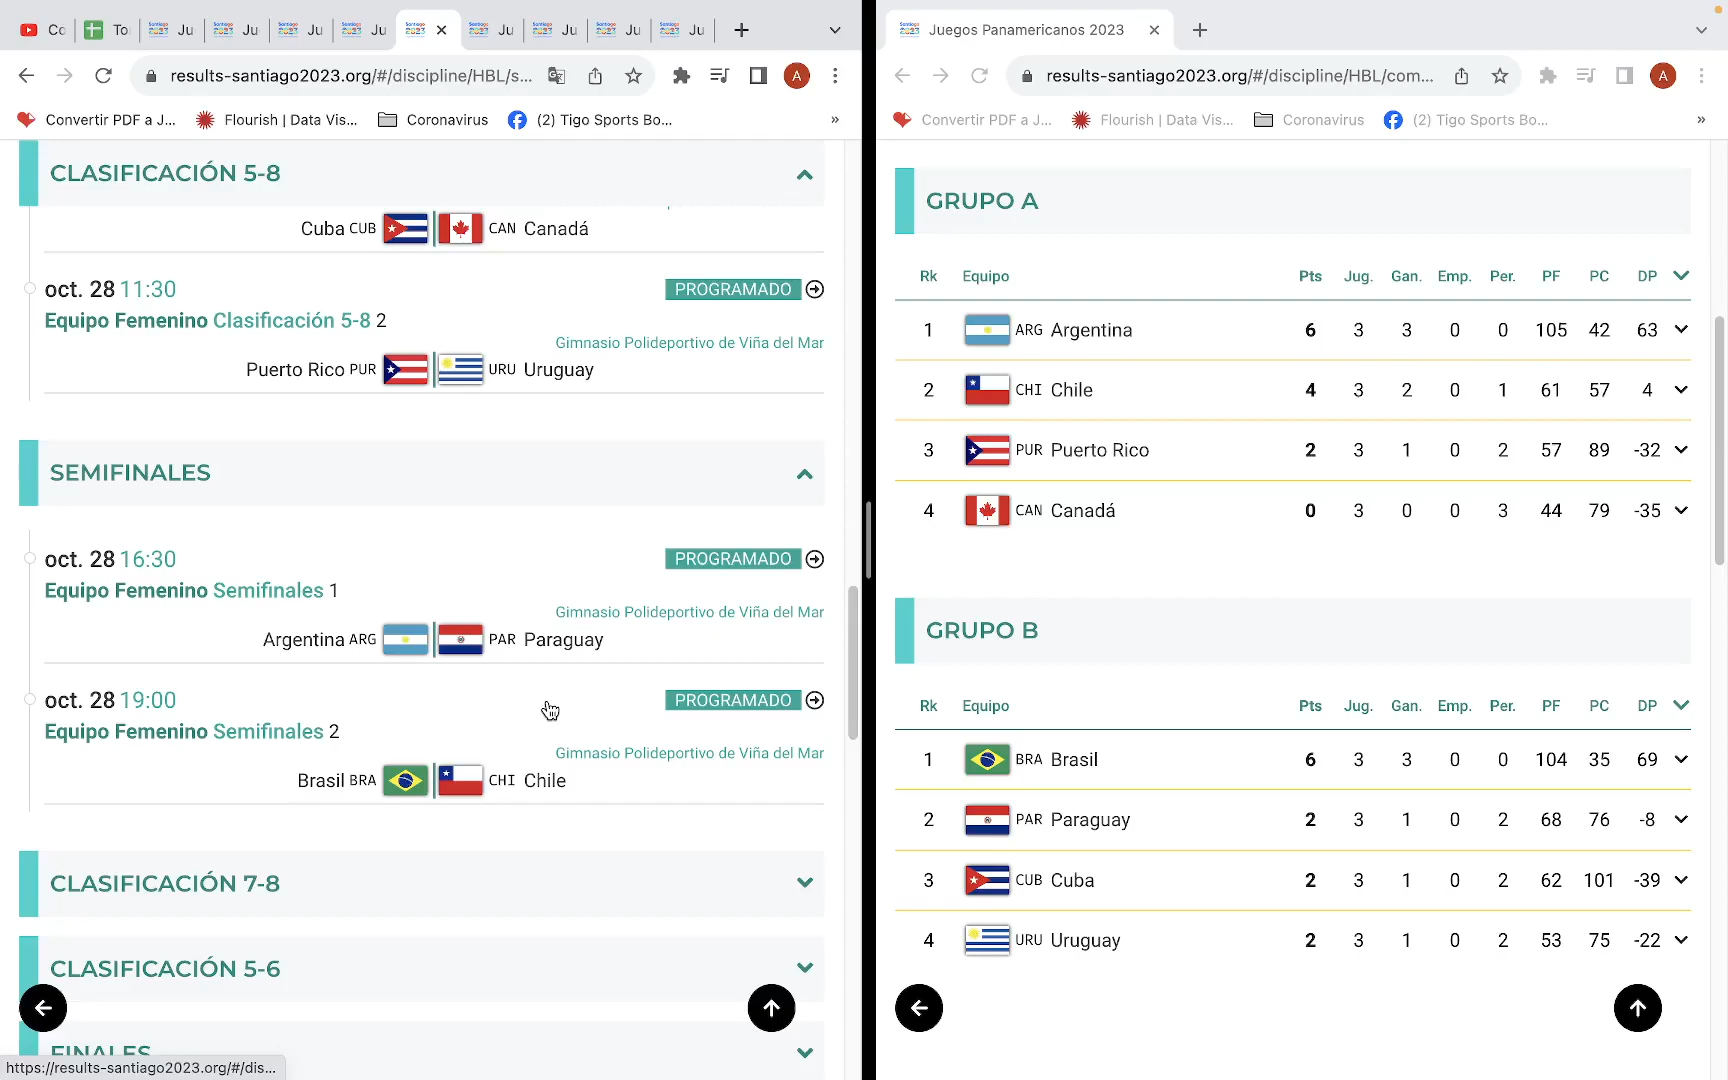 Co
To
Ju
Ju
Ju
Ju
Ju
Ju
Ju
Ju
results-santiago2023.org/#/discipline/HBL/s...
A
Convertir PDF a J...
Flourish | Data Vis...
Coronavirus
(2) Tigo Sports Bo...
»
CLASIFICACIÓN 5-8
Cuba CUB CAN Canadá
oct. 28 11:30 PROGRAMADO
Equipo Femenino Clasificación 5-8 2
Gimnasio Polideportivo de Viña del Mar
Puerto Rico PUR URU Uruguay
SEMIFINALES
oct. 28 16:30 PROGRAMADO
Equipo Femenino Semifinales 1
Gimnasio Polideportivo de Viña del Mar
Argentina ARG PAR Paraguay
oct. 28 19:00 PROGRAMADO
Equipo Femenino Semifinales 2
Gimnasio Polideportivo de Viña del Mar
Brasil BRA CHI Chile
CLASIFICACIÓN 7-8
CLASIFICACIÓN 5-6
FINALES
https://results-santiago2023.org/#/dis...
Juegos Panamericanos 2023
results-santiago2023.org/#/discipline/HBL/com...
A
Convertir PDF a J...
Flourish | Data Vis...
Coronavirus
(2) Tigo Sports Bo...
»
GRUPO A
Rk Equipo Pts Jug. Gan. Emp. Per. PF PC DP
1 ARG Argentina 6 3 3 0 0 105 42 63
2 CHI Chile 4 3 2 0 1 61 57 4
3 PUR Puerto Rico 2 3 1 0 2 57 89 -32
4 CAN Canadá 0 3 0 0 3 44 79 -35
GRUPO B
Rk Equipo Pts Jug. Gan. Emp. Per. PF PC DP
1 BRA Brasil 6 3 3 0 0 104 35 69
2 PAR Paraguay 2 3 1 0 2 68 76 -8
3 CUB Cuba 2 3 1 0 2 62 101 -39
4 URU Uruguay 2 3 1 0 2 53 75 -22